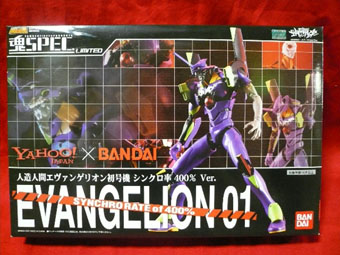 魂SPEC
LIMITED
YAHOO!
JAPAN
×
BANDAI
人造人間エヴァンゲリオン初号機 シンクロ率 400% Ver.
EVANGELION 01
SYNCHRO RATE of 400%
BANDAI